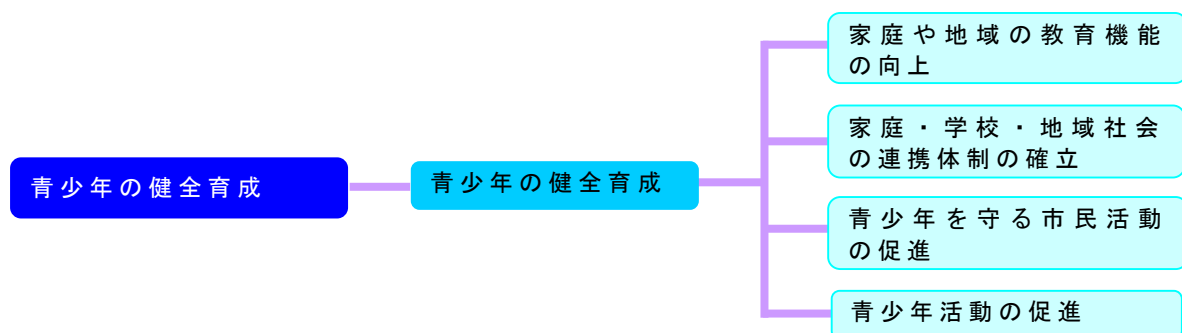 青少年の健全育成
青少年の健全育成
家庭や地域の教育機能
の向上
家庭・学校・地域社会
の連携体制の確立
青少年を守る市民活動
の促進
青少年活動の促進